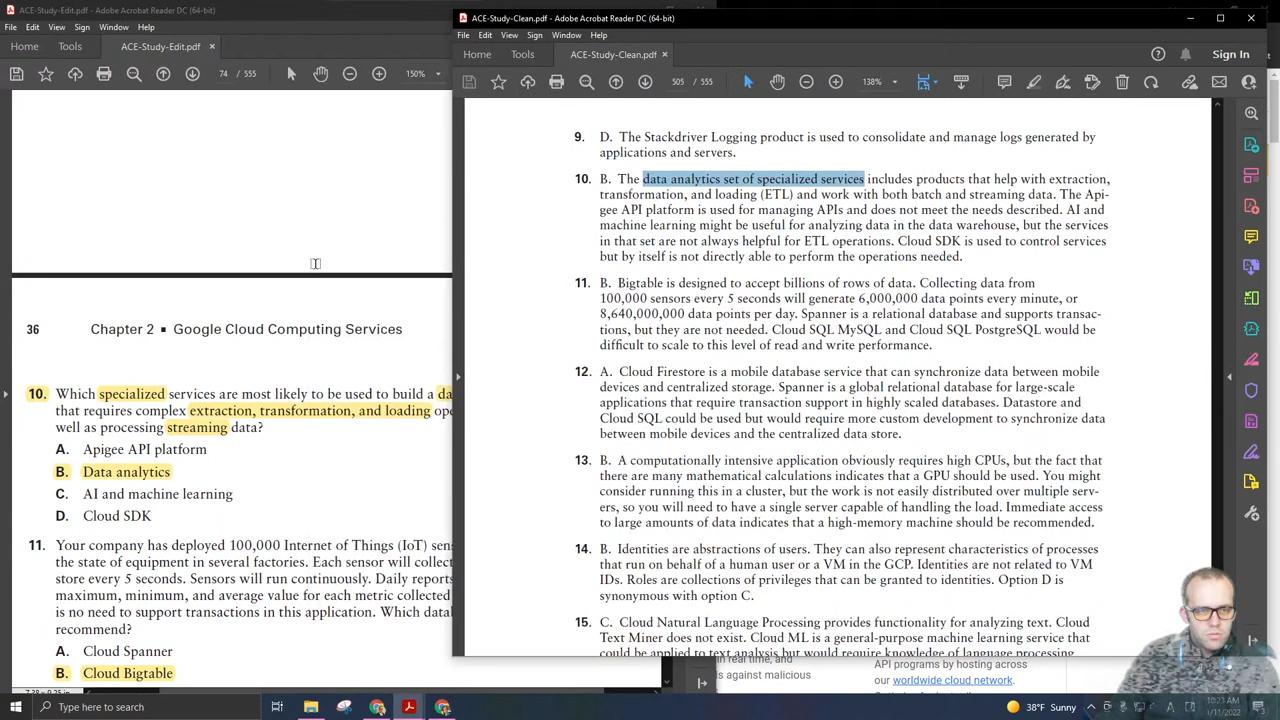 ACE-Study-Edit.pdf - Adobe Acrobat Reader DC (64-bit)
File Edit View Sign Window Help
Home Tools ACE-Study-Edit.pdf ×
74 / 555 150%
36 Chapter 2 ▪ Google Cloud Computing Services
10. Which specialized services are most likely to be used to build a da
that requires complex extraction, transformation, and loading ope
well as processing streaming data?
A. Apigee API platform
B. Data analytics
C. AI and machine learning
D. Cloud SDK
11. Your company has deployed 100,000 Internet of Things (IoT) sens
the state of equipment in several factories. Each sensor will collect
store every 5 seconds. Sensors will run continuously. Daily reports
maximum, minimum, and average value for each metric collected
is no need to support transactions in this application. Which data
recommend?
A. Cloud Spanner
B. Cloud Bigtable
ACE-Study-Clean.pdf - Adobe Acrobat Reader DC (64-bit)
File Edit View Sign Window Help
Home Tools ACE-Study-Clean.pdf × Sign In
505 / 555 138%
9. D. The Stackdriver Logging product is used to consolidate and manage logs generated by
applications and servers.
10. B. The data analytics set of specialized services includes products that help with extraction,
transformation, and loading (ETL) and work with both batch and streaming data. The Api-
gee API platform is used for managing APIs and does not meet the needs described. AI and
machine learning might be useful for analyzing data in the data warehouse, but the services
in that set are not always helpful for ETL operations. Cloud SDK is used to control services
but by itself is not directly able to perform the operations needed.
11. B. Bigtable is designed to accept billions of rows of data. Collecting data from
100,000 sensors every 5 seconds will generate 6,000,000 data points every minute, or
8,640,000,000 data points per day. Spanner is a relational database and supports transac-
tions, but they are not needed. Cloud SQL MySQL and Cloud SQL PostgreSQL would be
difficult to scale to this level of read and write performance.
12. A. Cloud Firestore is a mobile database service that can synchronize data between mobile
devices and centralized storage. Spanner is a global relational database for large-scale
applications that require transaction support in highly scaled databases. Datastore and
Cloud SQL could be used but would require more custom development to synchronize data
between mobile devices and the centralized data store.
13. B. A computationally intensive application obviously requires high CPUs, but the fact that
there are many mathematical calculations indicates that a GPU should be used. You might
consider running this in a cluster, but the work is not easily distributed over multiple serv-
ers, so you will need to have a single server capable of handling the load. Immediate access
to large amounts of data indicates that a high-memory machine should be recommended.
14. B. Identities are abstractions of users. They can also represent characteristics of processes
that run on behalf of a human user or a VM in the GCP. Identities are not related to VM
IDs. Roles are collections of privileges that can be granted to identities. Option D is
synonymous with option C.
15. C. Cloud Natural Language Processing provides functionality for analyzing text. Cloud
Text Miner does not exist. Cloud ML is a general-purpose machine learning service that
could be applied to text analysis but would require knowledge of language processing
in real time, and
s against malicious
API programs by hosting across
our worldwide cloud network.
Type here to search
38°F Sunny
10:23 AM
1/11/2022